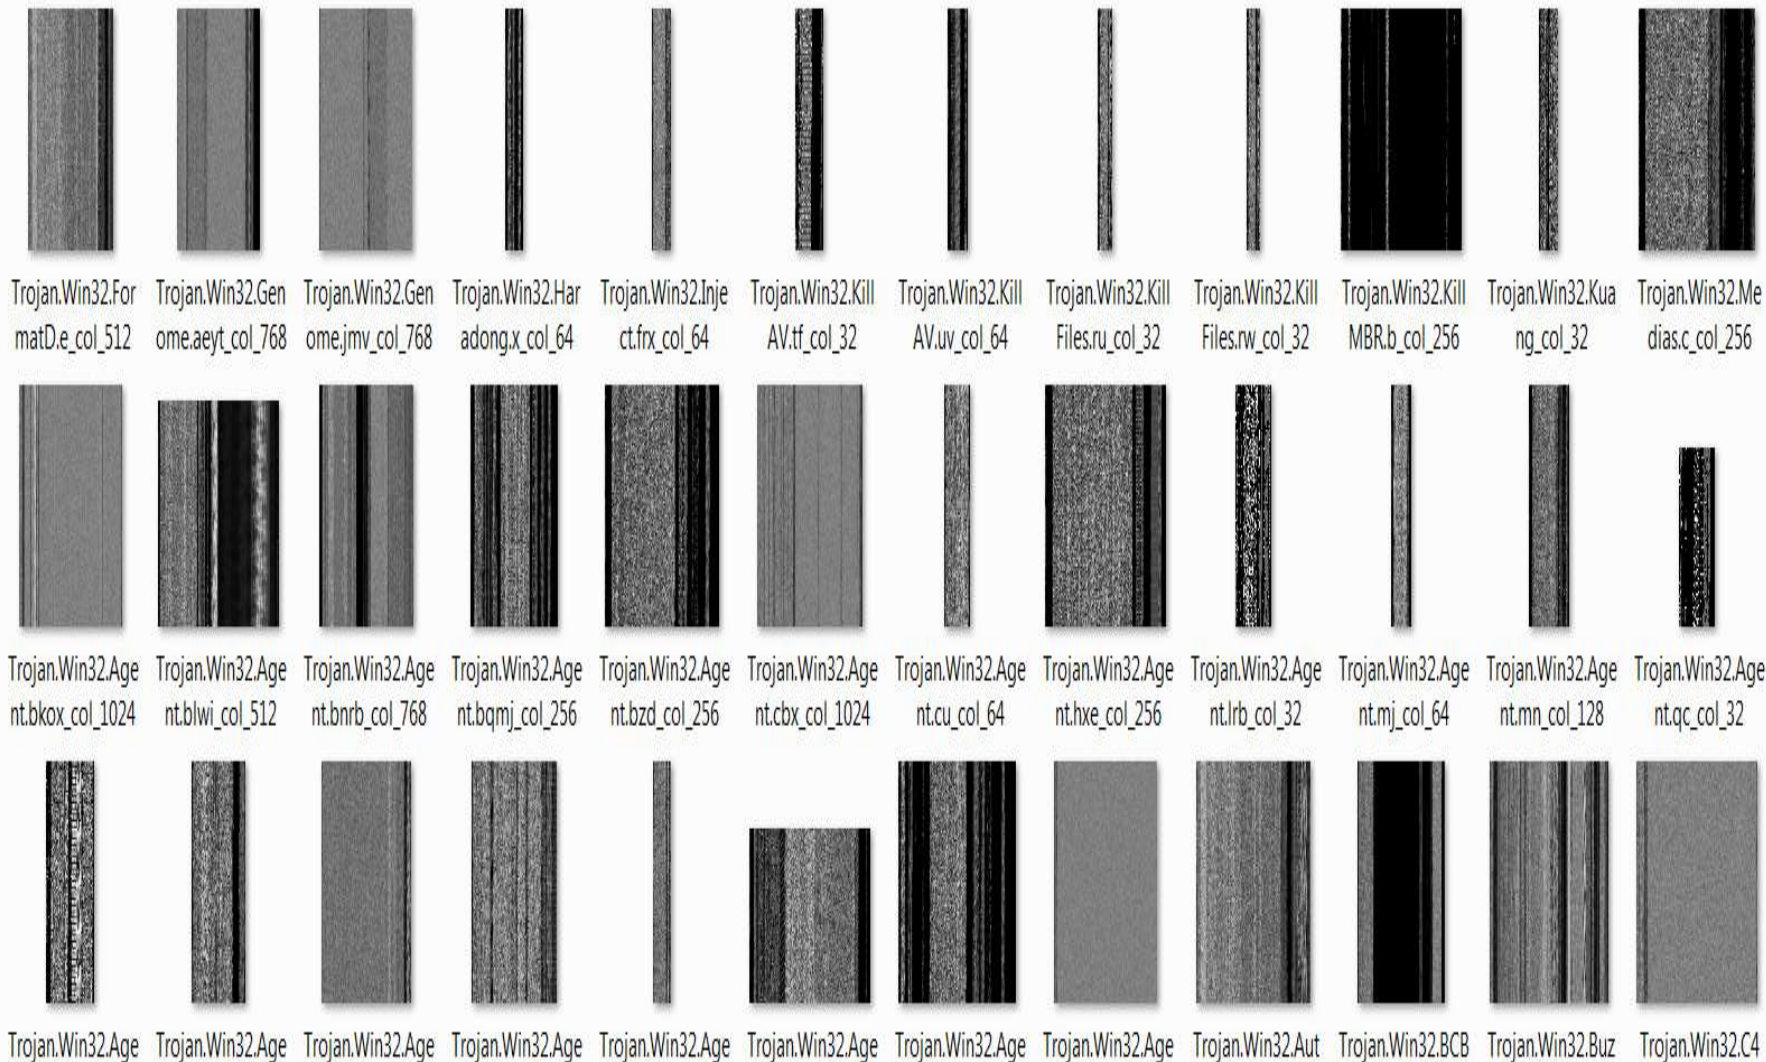 Trojan.Win32.For Trojan.Win32.Gen Trojan.Win32.Gen Trojan.Win32.Har Trojan.Win32.Inje Trojan.Win32.Kill Trojan.Win32.Kill Trojan.Win32.Kill Trojan.Win32.Kill Trojan.Win32.Kill Trojan.Win32.Kua Trojan.Win32.Me
matD.e_col_512 ome.aeyt_col_768 ome.jmv_col_768 adong.x_col_64 ct.frx_col_64 AV.tf_col_32 AV.uv_col_64 Files.ru_col_32 Files.rw_col_32 MBR.b_col_256 ng_col_32 dias.c_col_256
Trojan.Win32.Age Trojan.Win32.Age Trojan.Win32.Age Trojan.Win32.Age Trojan.Win32.Age Trojan.Win32.Age Trojan.Win32.Age Trojan.Win32.Age Trojan.Win32.Age Trojan.Win32.Age Trojan.Win32.Age Trojan.Win32.Age
nt.bkox_col_1024 nt.blwi_col_512 nt.bnrb_col_768 nt.bqmj_col_256 nt.bzd_col_256 nt.cbx_col_1024 nt.cu_col_64 nt.hxe_col_256 nt.lrb_col_32 nt.mj_col_64 nt.mn_col_128 nt.qc_col_32
Trojan.Win32.Age Trojan.Win32.Age Trojan.Win32.Age Trojan.Win32.Age Trojan.Win32.Age Trojan.Win32.Age Trojan.Win32.Age Trojan.Win32.Age Trojan.Win32.Aut Trojan.Win32.BCB Trojan.Win32.Buz Trojan.Win32.C4